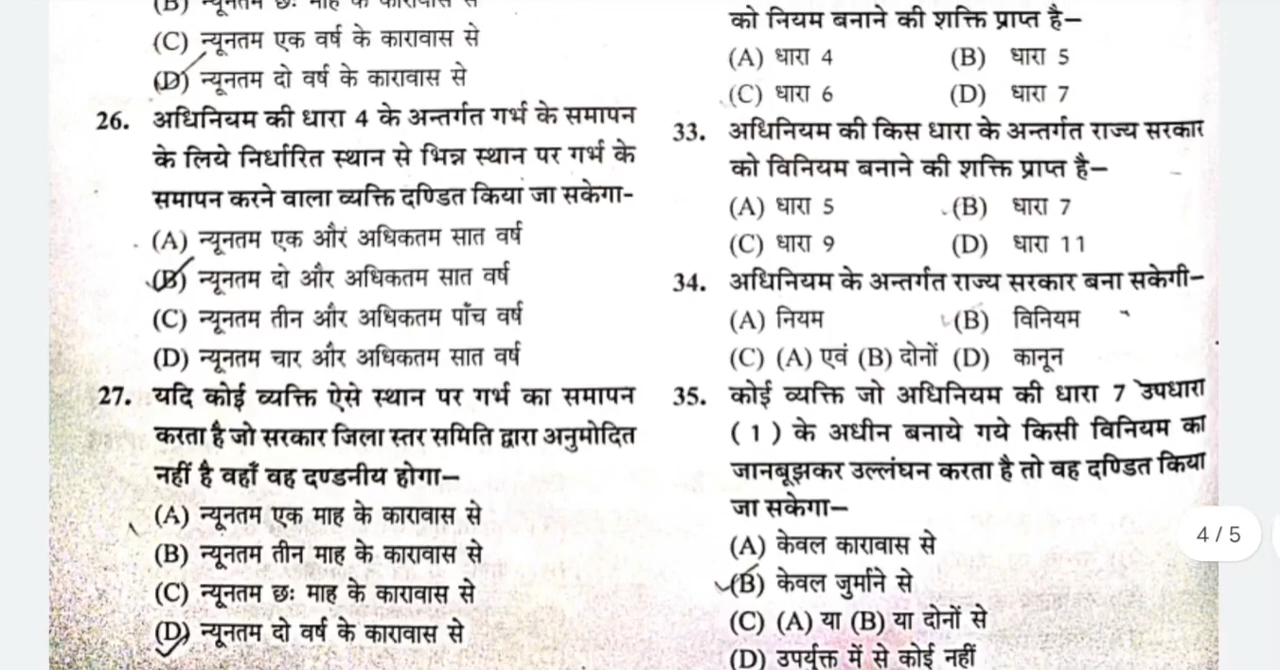 (B) न्यूनतम छः माह के कारावास से
(C) न्यूनतम एक वर्ष के कारावास से
(D) न्यूनतम दो वर्ष के कारावास से
26. अधिनियम की धारा 4 के अन्तर्गत गर्भ के समापन
के लिये निर्धारित स्थान से भिन्न स्थान पर गर्भ के
समापन करने वाला व्यक्ति दण्डित किया जा सकेगा-
(A) न्यूनतम एक और अधिकतम सात वर्ष
(B) न्यूनतम दो और अधिकतम सात वर्ष
(C) न्यूनतम तीन और अधिकतम पाँच वर्ष
(D) न्यूनतम चार और अधिकतम सात वर्ष
27. यदि कोई व्यक्ति ऐसे स्थान पर गर्भ का समापन
करता है जो सरकार जिला स्तर समिति द्वारा अनुमोदित
नहीं है वहाँ वह दण्डनीय होगा–
(A) न्यूनतम एक माह के कारावास से
(B) न्यूनतम तीन माह के कारावास से
(C) न्यूनतम छः माह के कारावास से
(D) न्यूनतम दो वर्ष के कारावास से
को नियम बनाने की शक्ति प्राप्त है–
(A) धारा 4 (B) धारा 5
(C) धारा 6 (D) धारा 7
33. अधिनियम की किस धारा के अन्तर्गत राज्य सरकार
को विनियम बनाने की शक्ति प्राप्त है–
(A) धारा 5 (B) धारा 7
(C) धारा 9 (D) धारा 11
34. अधिनियम के अन्तर्गत राज्य सरकार बना सकेगी–
(A) नियम (B) विनियम
(C) (A) एवं (B) दोनों (D) कानून
35. कोई व्यक्ति जो अधिनियम की धारा 7 उपधारा
( 1 ) के अधीन बनाये गये किसी विनियम का
जानबूझकर उल्लंघन करता है तो वह दण्डित किया
जा सकेगा–
(A) केवल कारावास से
(B) केवल जुर्माने से
(C) (A) या (B) या दोनों से
(D) उपर्युक्त में से कोई नहीं
4 / 5